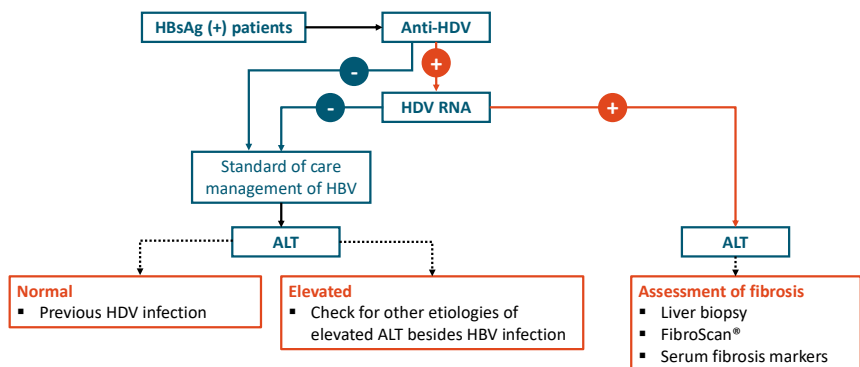 HBsAg (+) patients
Anti-HDV
-
+
-
HDV RNA
+
Standard of care
management of HBV
ALT
ALT
Normal
▪ Previous HDV infection
Elevated
▪ Check for other etiologies of
elevated ALT besides HBV infection
Assessment of fibrosis
▪ Liver biopsy
▪ FibroScan®
▪ Serum fibrosis markers